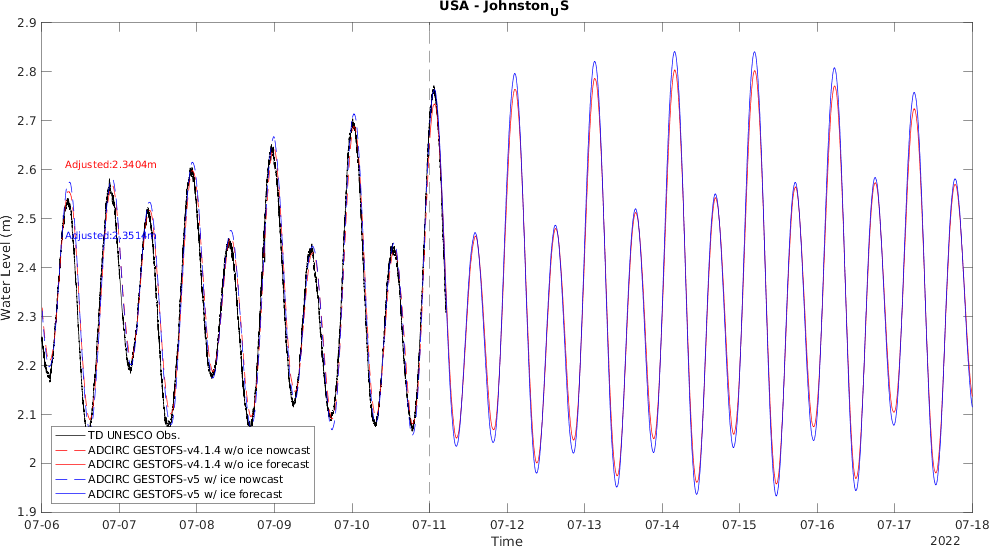 USA - Johnston_US
2.9
2.8
2.7
2.6
2.5
2.4
2.3
2.2
2.1
2
1.9
Water Level (m)
Adjusted:2.3404m
Adjusted:2.3514m
TD UNESCO Obs.
ADCIRC GESTOFS-v4.1.4 w/o ice nowcast
ADCIRC GESTOFS-v4.1.4 w/o ice forecast
ADCIRC GESTOFS-v5 w/ ice nowcast
ADCIRC GESTOFS-v5 w/ ice forecast
07-06 07-07 07-08 07-09 07-10 07-11 07-12 07-13 07-14 07-15 07-16 07-17 07-18
Time
2022